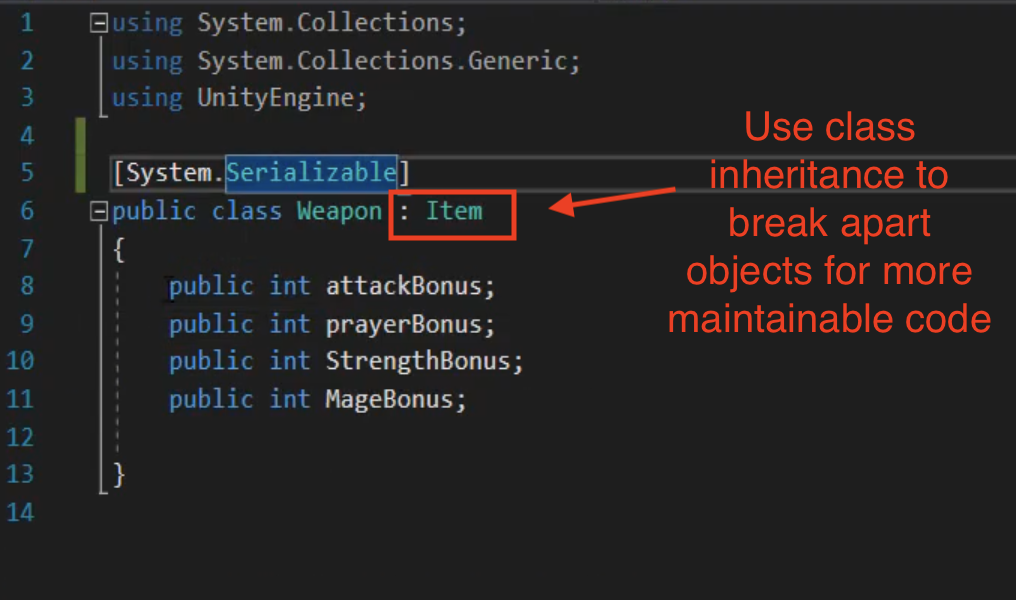 1 using System.Collections;
2 using System.Collections.Generic;
3 using UnityEngine;
4
5 [System.Serializable]
6 public class Weapon : Item
7 {
8 public int attackBonus;
9 public int prayerBonus;
10 public int StrengthBonus;
11 public int MageBonus;
12
13 }
14
Use class
inheritance to
break apart
objects for more
maintainable code